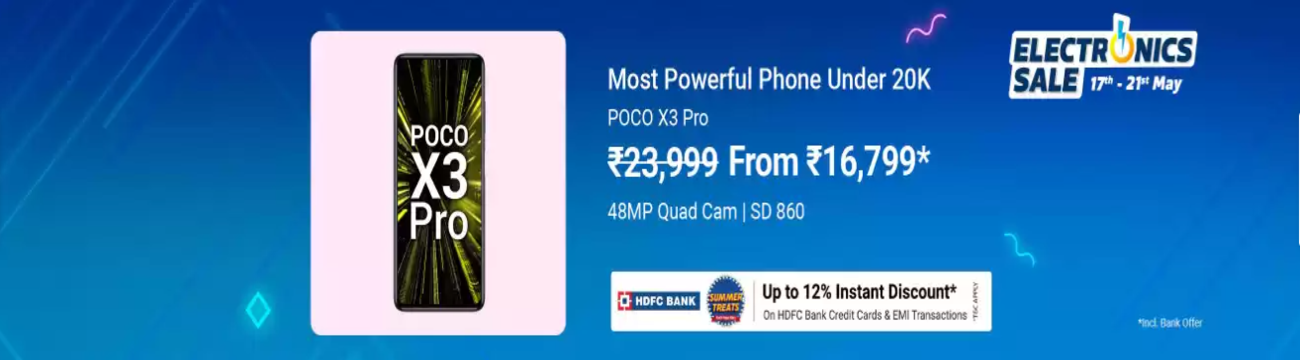 ELECTRONICS
SALE 17th - 21st May
Most Powerful Phone Under 20K
POCO X3 Pro
₹23,999 From ₹16,799*
48MP Quad Cam | SD 860
POCO
X3
Pro
HDFC BANK
SUMMER
TREATS
Up to 12% Instant Discount*
On HDFC Bank Credit Cards & EMI Transactions
*T&C APPLY
*Incl. Bank Offer